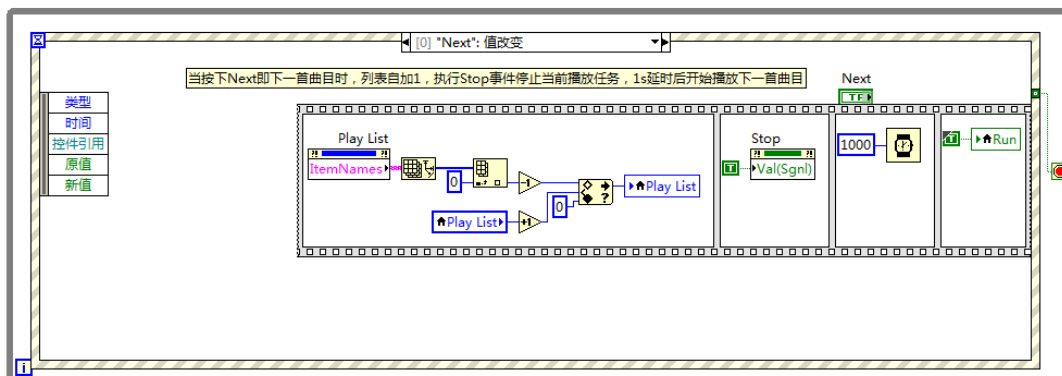 [0] "Next": 值改变
当按下Next即下一首曲目时，列表自加1，执行Stop事件停止当前播放任务，1s延时后开始播放下一首曲目
Next
TF
类型
时间
控件引用
原值
新值
Play List
ItemNames
0
-1
0
Play List
Play List
+1
Stop
T
Val(Sgnl)
1000
T
Run
i